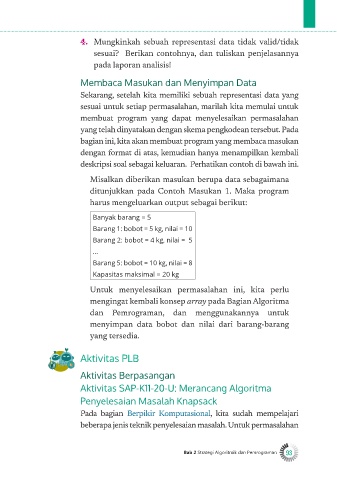 4. Mungkinkah sebuah representasi data tidak valid/tidak
sesuai? Berikan contohnya, dan tuliskan penjelasannya
pada laporan analisis!
Membaca Masukan dan Menyimpan Data
Sekarang, setelah kita memiliki sebuah representasi data yang
sesuai untuk setiap permasalahan, marilah kita memulai untuk
membuat program yang dapat menyelesaikan permasalahan
yang telah dinyatakan dengan skema pengkodean tersebut. Pada
bagian ini, kita akan membuat program yang membaca masukan
dengan format di atas, kemudian hanya menampilkan kembali
deskripsi soal sebagai keluaran. Perhatikan contoh di bawah ini.
Misalkan diberikan masukan berupa data sebagaimana
ditunjukkan pada Contoh Masukan 1. Maka program
harus mengeluarkan output sebagai berikut:
Banyak barang = 5
Barang 1: bobot = 5 kg, nilai = 10
Barang 2: bobot = 4 kg, nilai = 5
...
Barang 5: bobot = 10 kg, nilai = 8
Kapasitas maksimal = 20 kg
Untuk menyelesaikan permasalahan ini, kita perlu
mengingat kembali konsep array pada Bagian Algoritma
dan Pemrograman, dan menggunakannya untuk
menyimpan data bobot dan nilai dari barang-barang
yang tersedia.
Aktivitas PLB
Aktivitas Berpasangan
Aktivitas SAP-K11-20-U: Merancang Algoritma
Penyelesaian Masalah Knapsack
Pada bagian Berpikir Komputasional, kita sudah mempelajari
beberapa jenis teknik penyelesaian masalah. Untuk permasalahan
Bab 2 Strategi Algoritmik dan Pemrograman 93